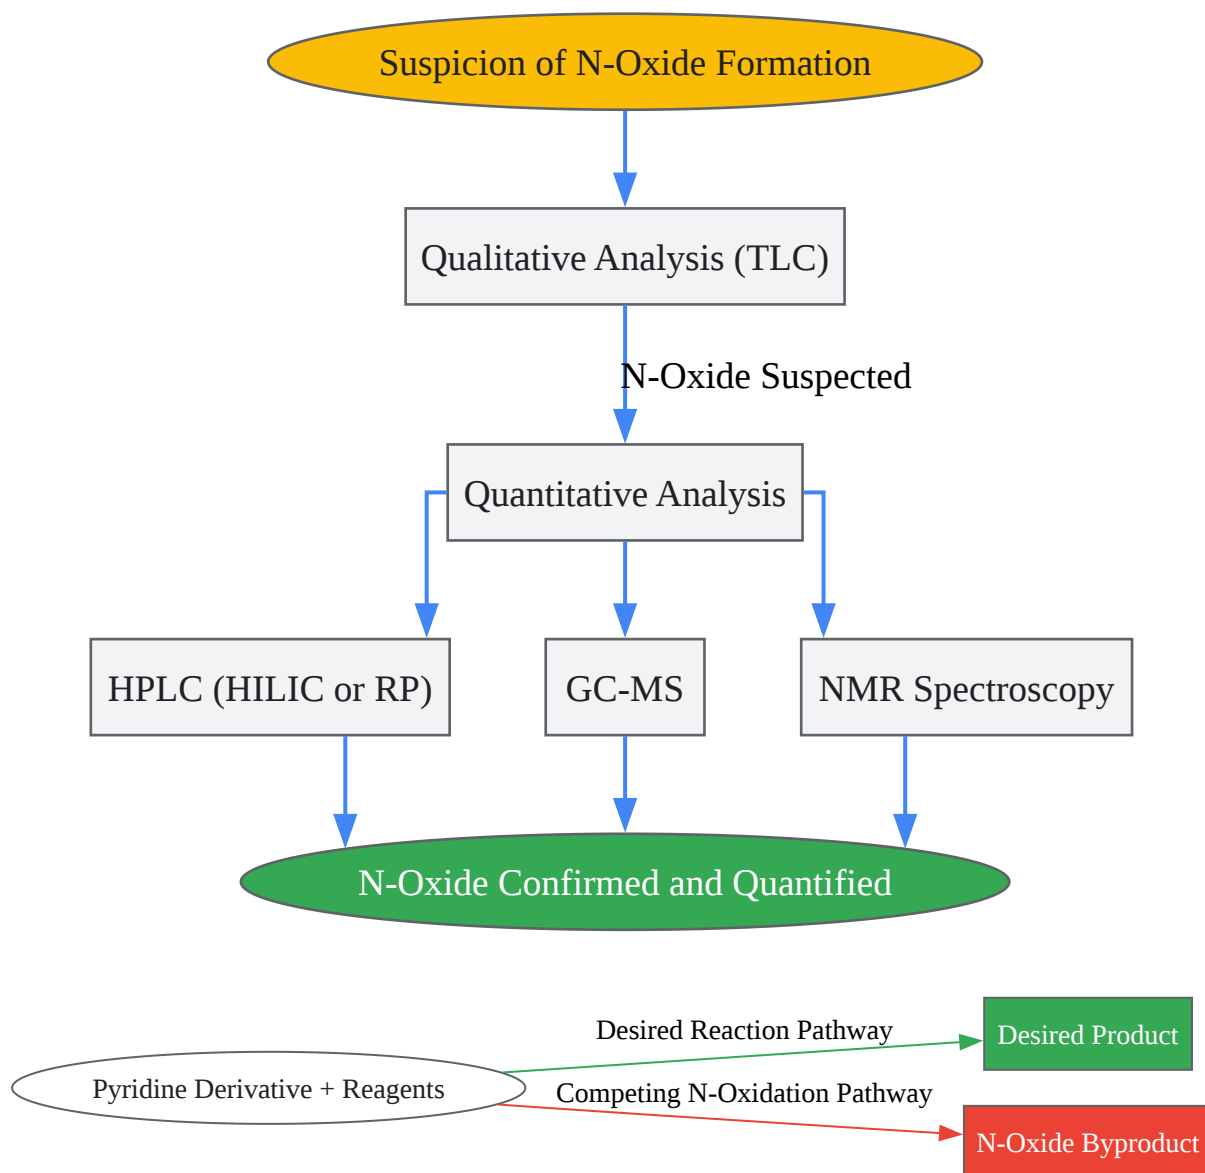 Suspicion of N-Oxide Formation
Qualitative Analysis (TLC)
N-Oxide Suspected
Quantitative Analysis
HPLC (HILIC or RP)
GC-MS
NMR Spectroscopy
N-Oxide Confirmed and Quantified
Desired Reaction Pathway
Desired Product
Pyridine Derivative + Reagents
Competing N-Oxidation Pathway
N-Oxide Byproduct